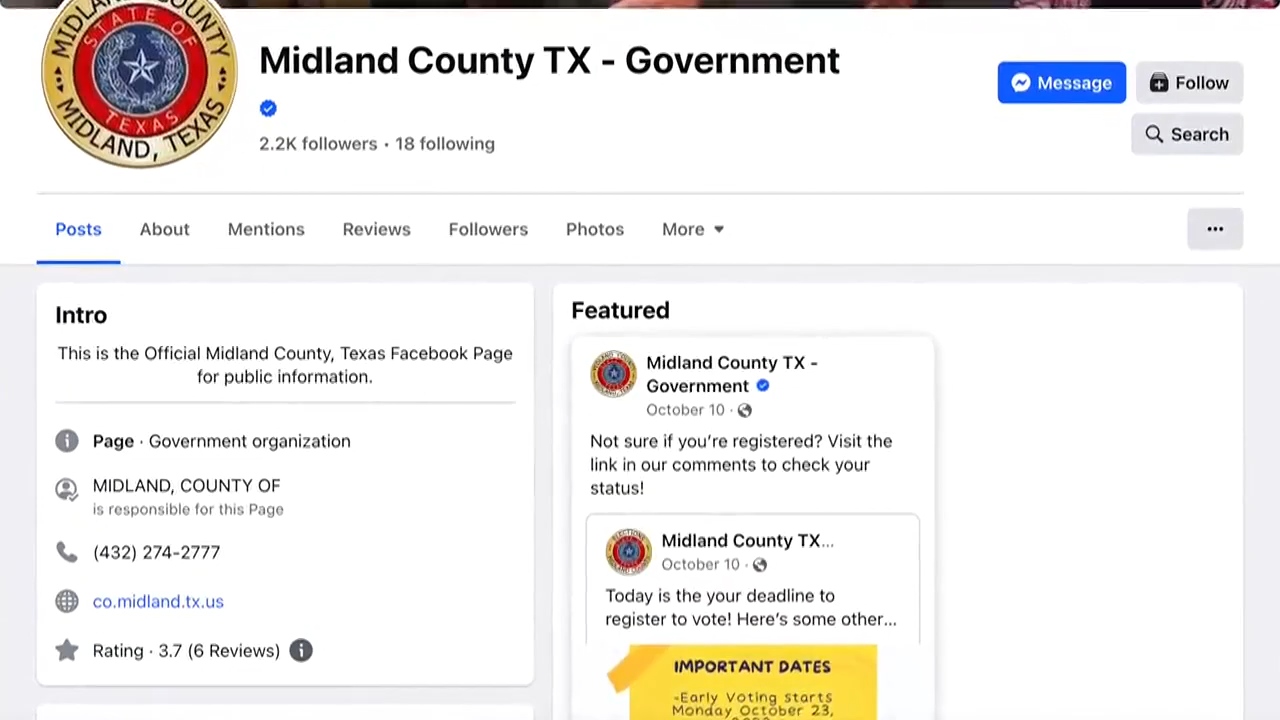 MIDLAND COUNTY
STATE OF
TEXAS
MIDLAND, TEXAS
Midland County TX - Government
2.2K followers · 18 following
Message
Follow
Search
Posts
About
Mentions
Reviews
Followers
Photos
More
Intro
This is the Official Midland County, Texas Facebook Page
for public information.
Page · Government organization
MIDLAND, COUNTY OF
is responsible for this Page
(432) 274-2777
co.midland.tx.us
Rating · 3.7 (6 Reviews)
Featured
Midland County TX -
Government
October 10 ·
Not sure if you're registered? Visit the
link in our comments to check your
status!
Midland County TX...
October 10 ·
Today is the your deadline to
register to vote! Here's some other...
IMPORTANT DATES
-Early Voting starts
Monday October 23,